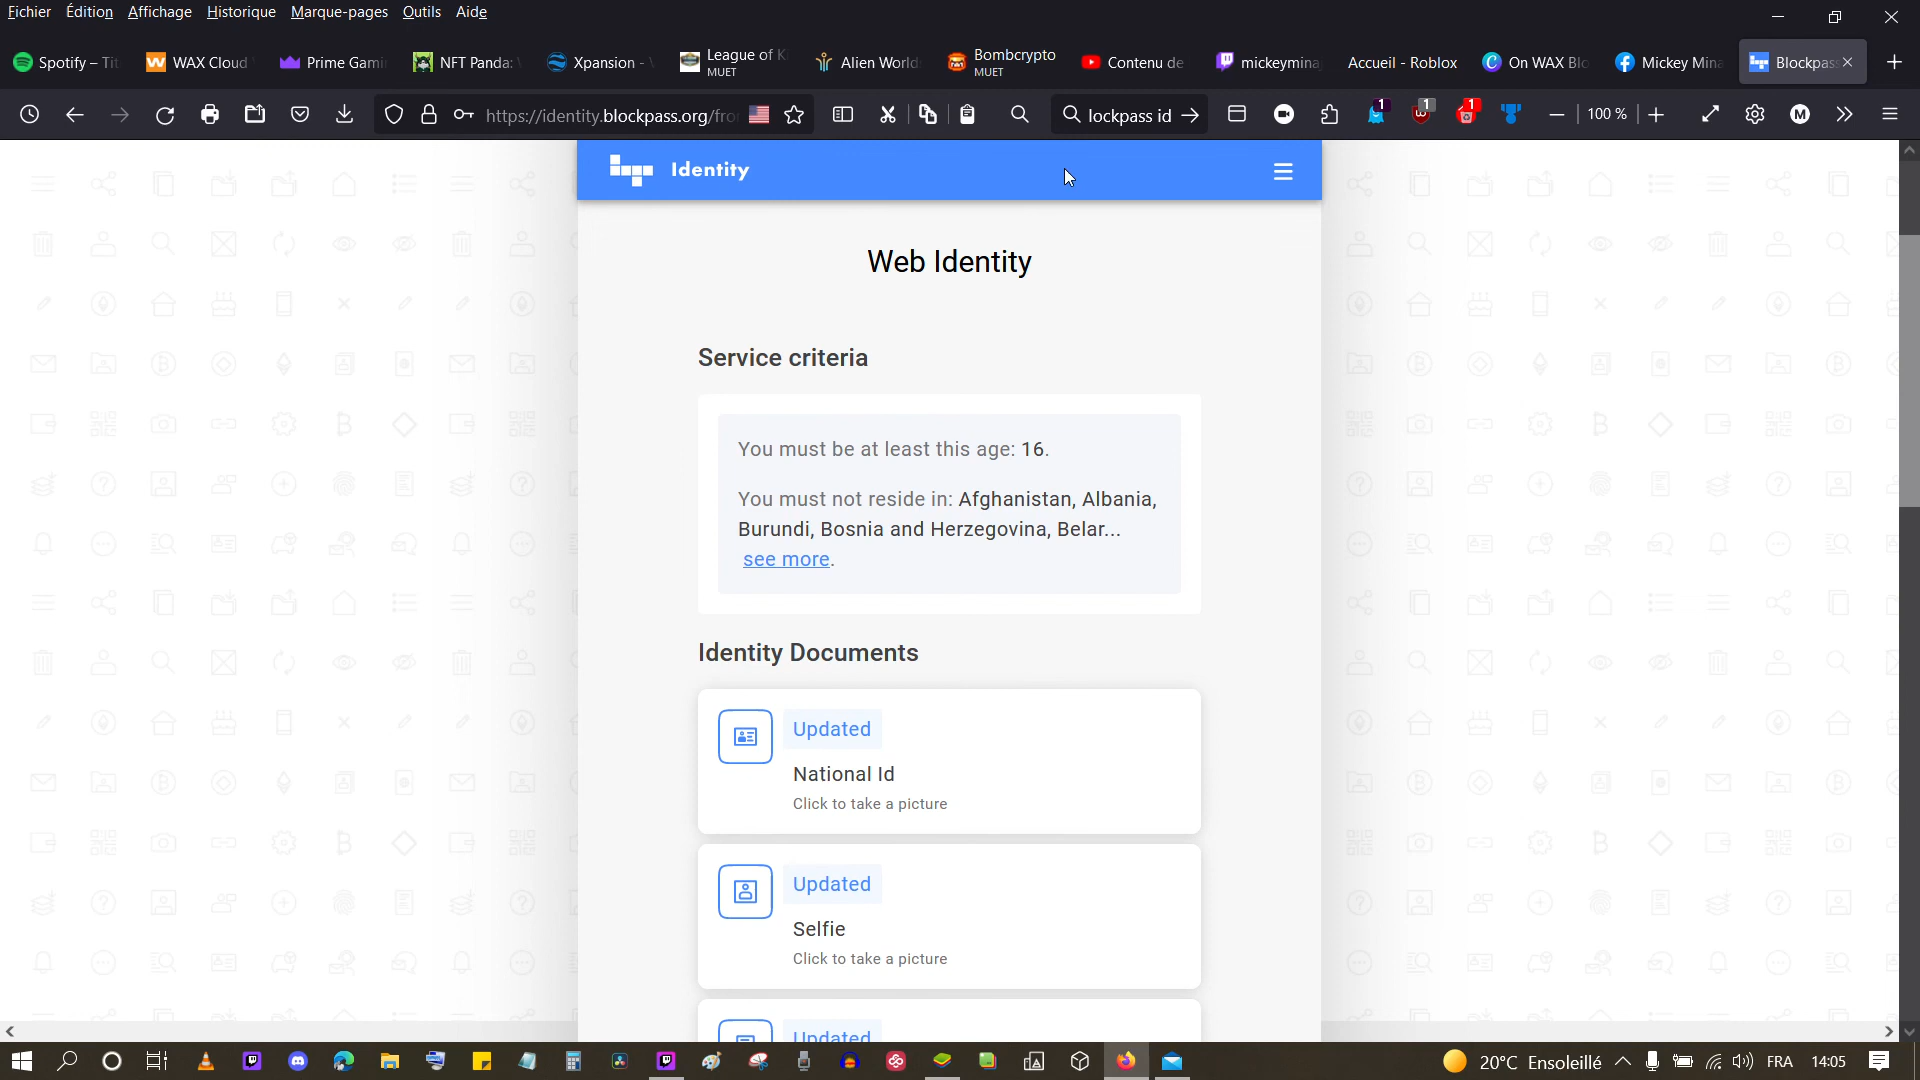 Fichier Édition Affichage Historique Marque-pages Outils Aide
Spotify – Tit
WAX Cloud
Prime Gami
NFT Panda:
Xpansion -
League of K
MUET
Alien World
Bombcrypto
MUET
Contenu de
mickeymina
Accueil - Roblox
On WAX Blo
Mickey Mina
Blockpass
https://identity.blockpass.org/fro
lockpass id
1
1
1
100 %
M
Identity
Web Identity
Service criteria
You must be at least this age: 16.
You must not reside in: Afghanistan, Albania,
Burundi, Bosnia and Herzegovina, Belar...
see more.
Identity Documents
Updated
National Id
Click to take a picture
Updated
Selfie
Click to take a picture
Updated
20°C Ensoleillé
FRA
14:05